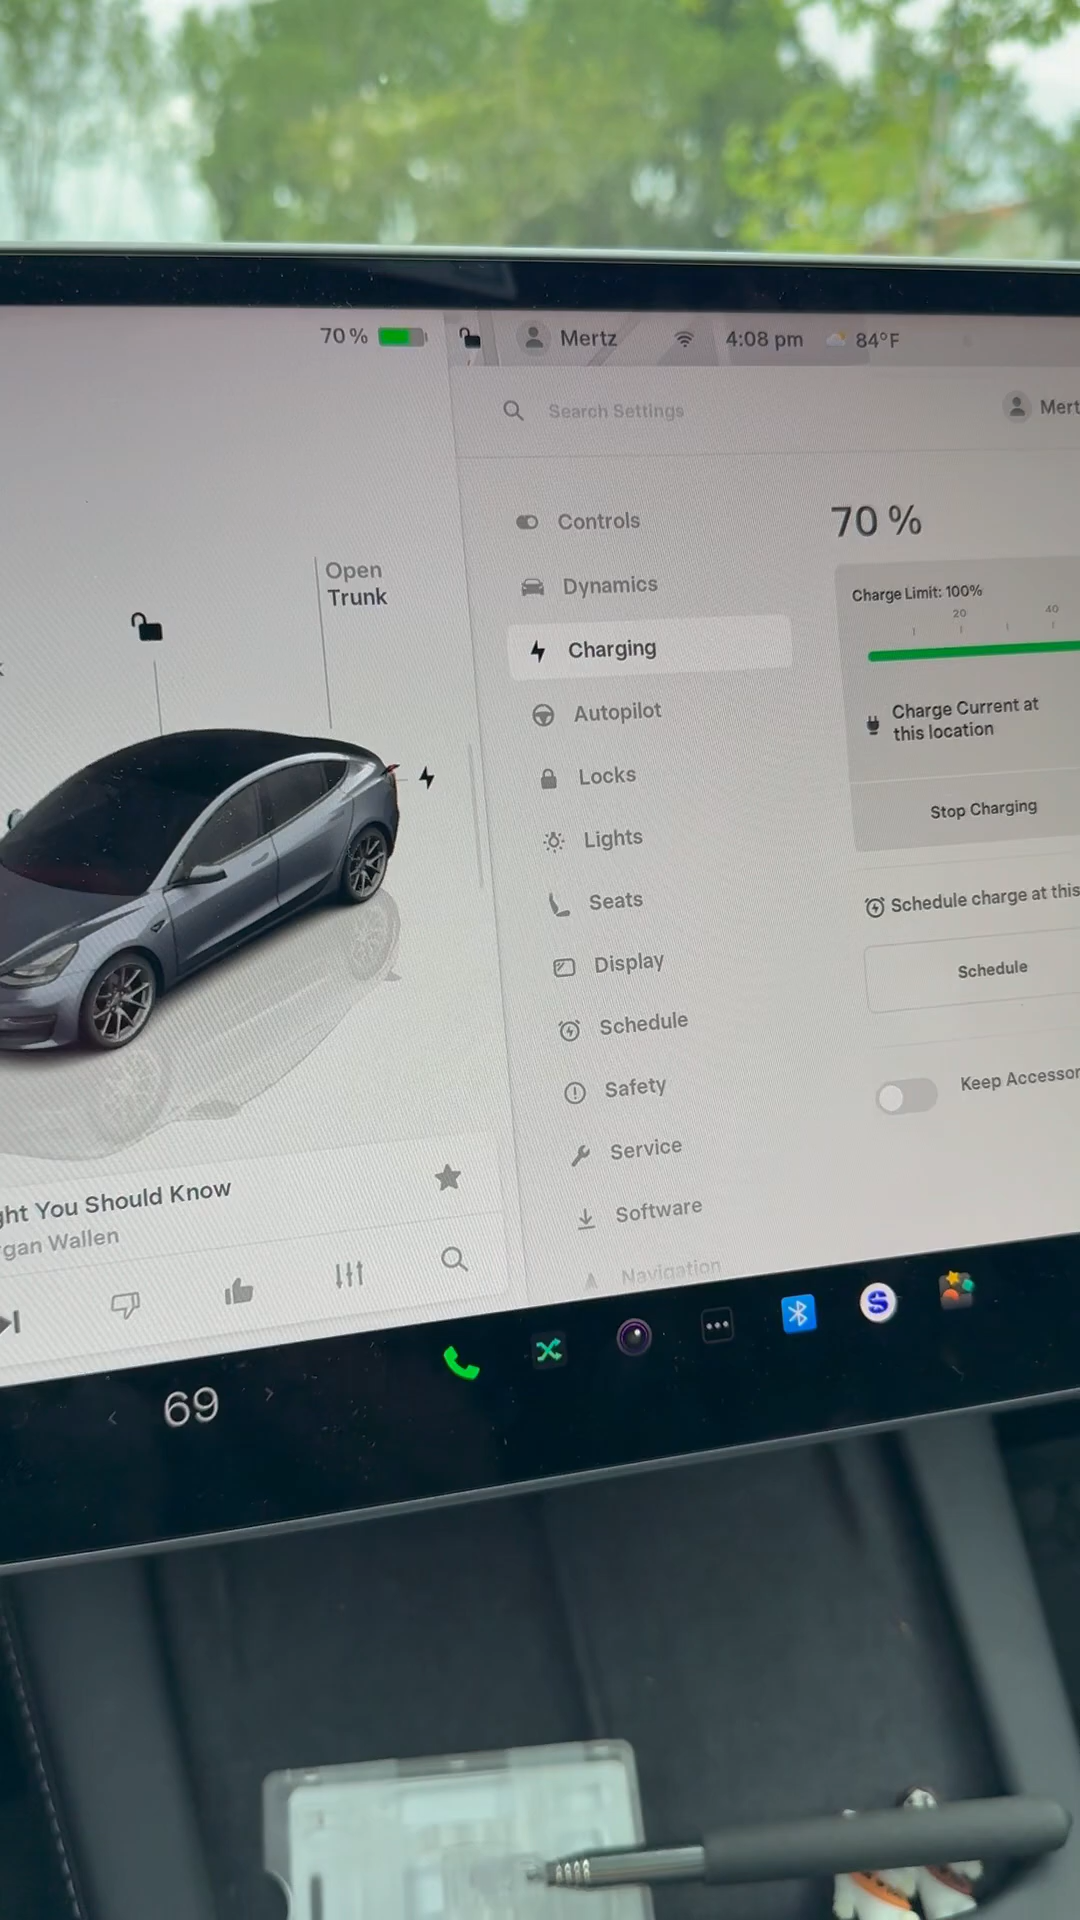 70 %
Mertz
4:08 pm
84°F
Search Settings
Mert
Controls
Dynamics
Charging
Autopilot
Locks
Lights
Seats
Display
Schedule
Safety
Service
Software
Navigation
70 %
Charge Limit: 100%
20
40
Charge Current at
this location
Stop Charging
Schedule charge at this
Schedule
Keep Accessor
Open
Trunk
ght You Should Know
gan Wallen
69